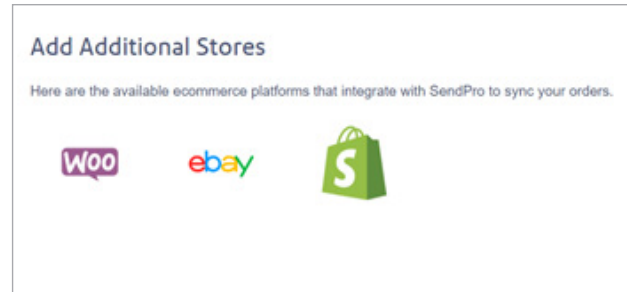 Add Additional Stores
Here are the available ecommerce platforms that integrate with SendPro to sync your orders.
WOO ebay S